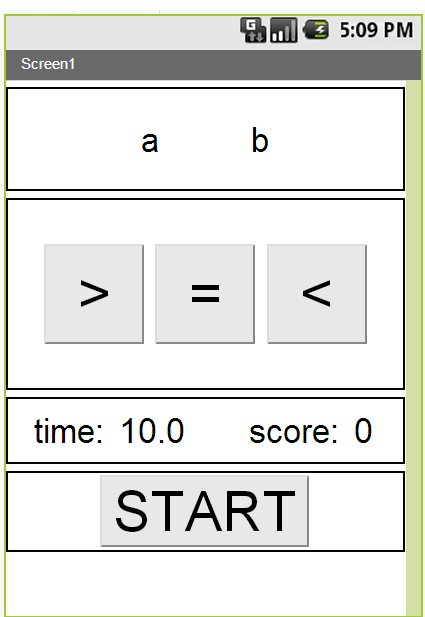 5:09 PM
Screen1
a b
> = <
time: 10.0 score: 0
START